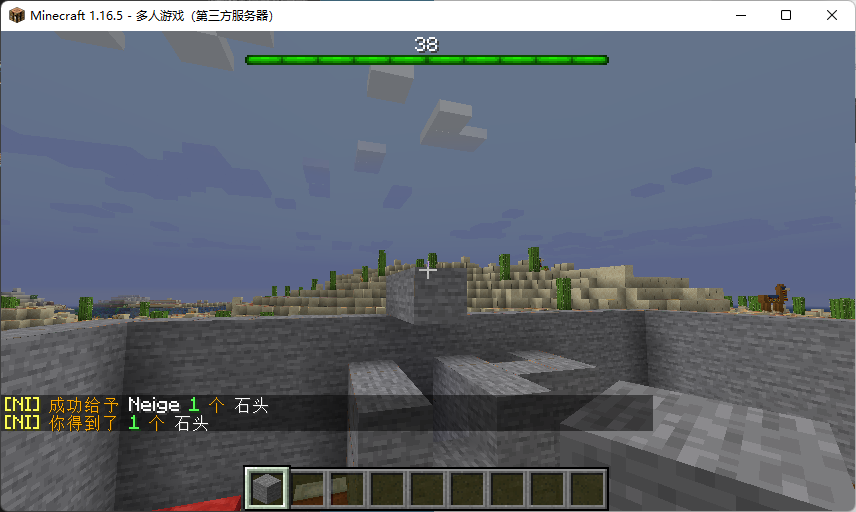 Minecraft 1.16.5 - 多人游戏（第三方服务器）
38
[NI] 成功给予 Neige 1 个 石头
[NI] 你得到了 1 个 石头